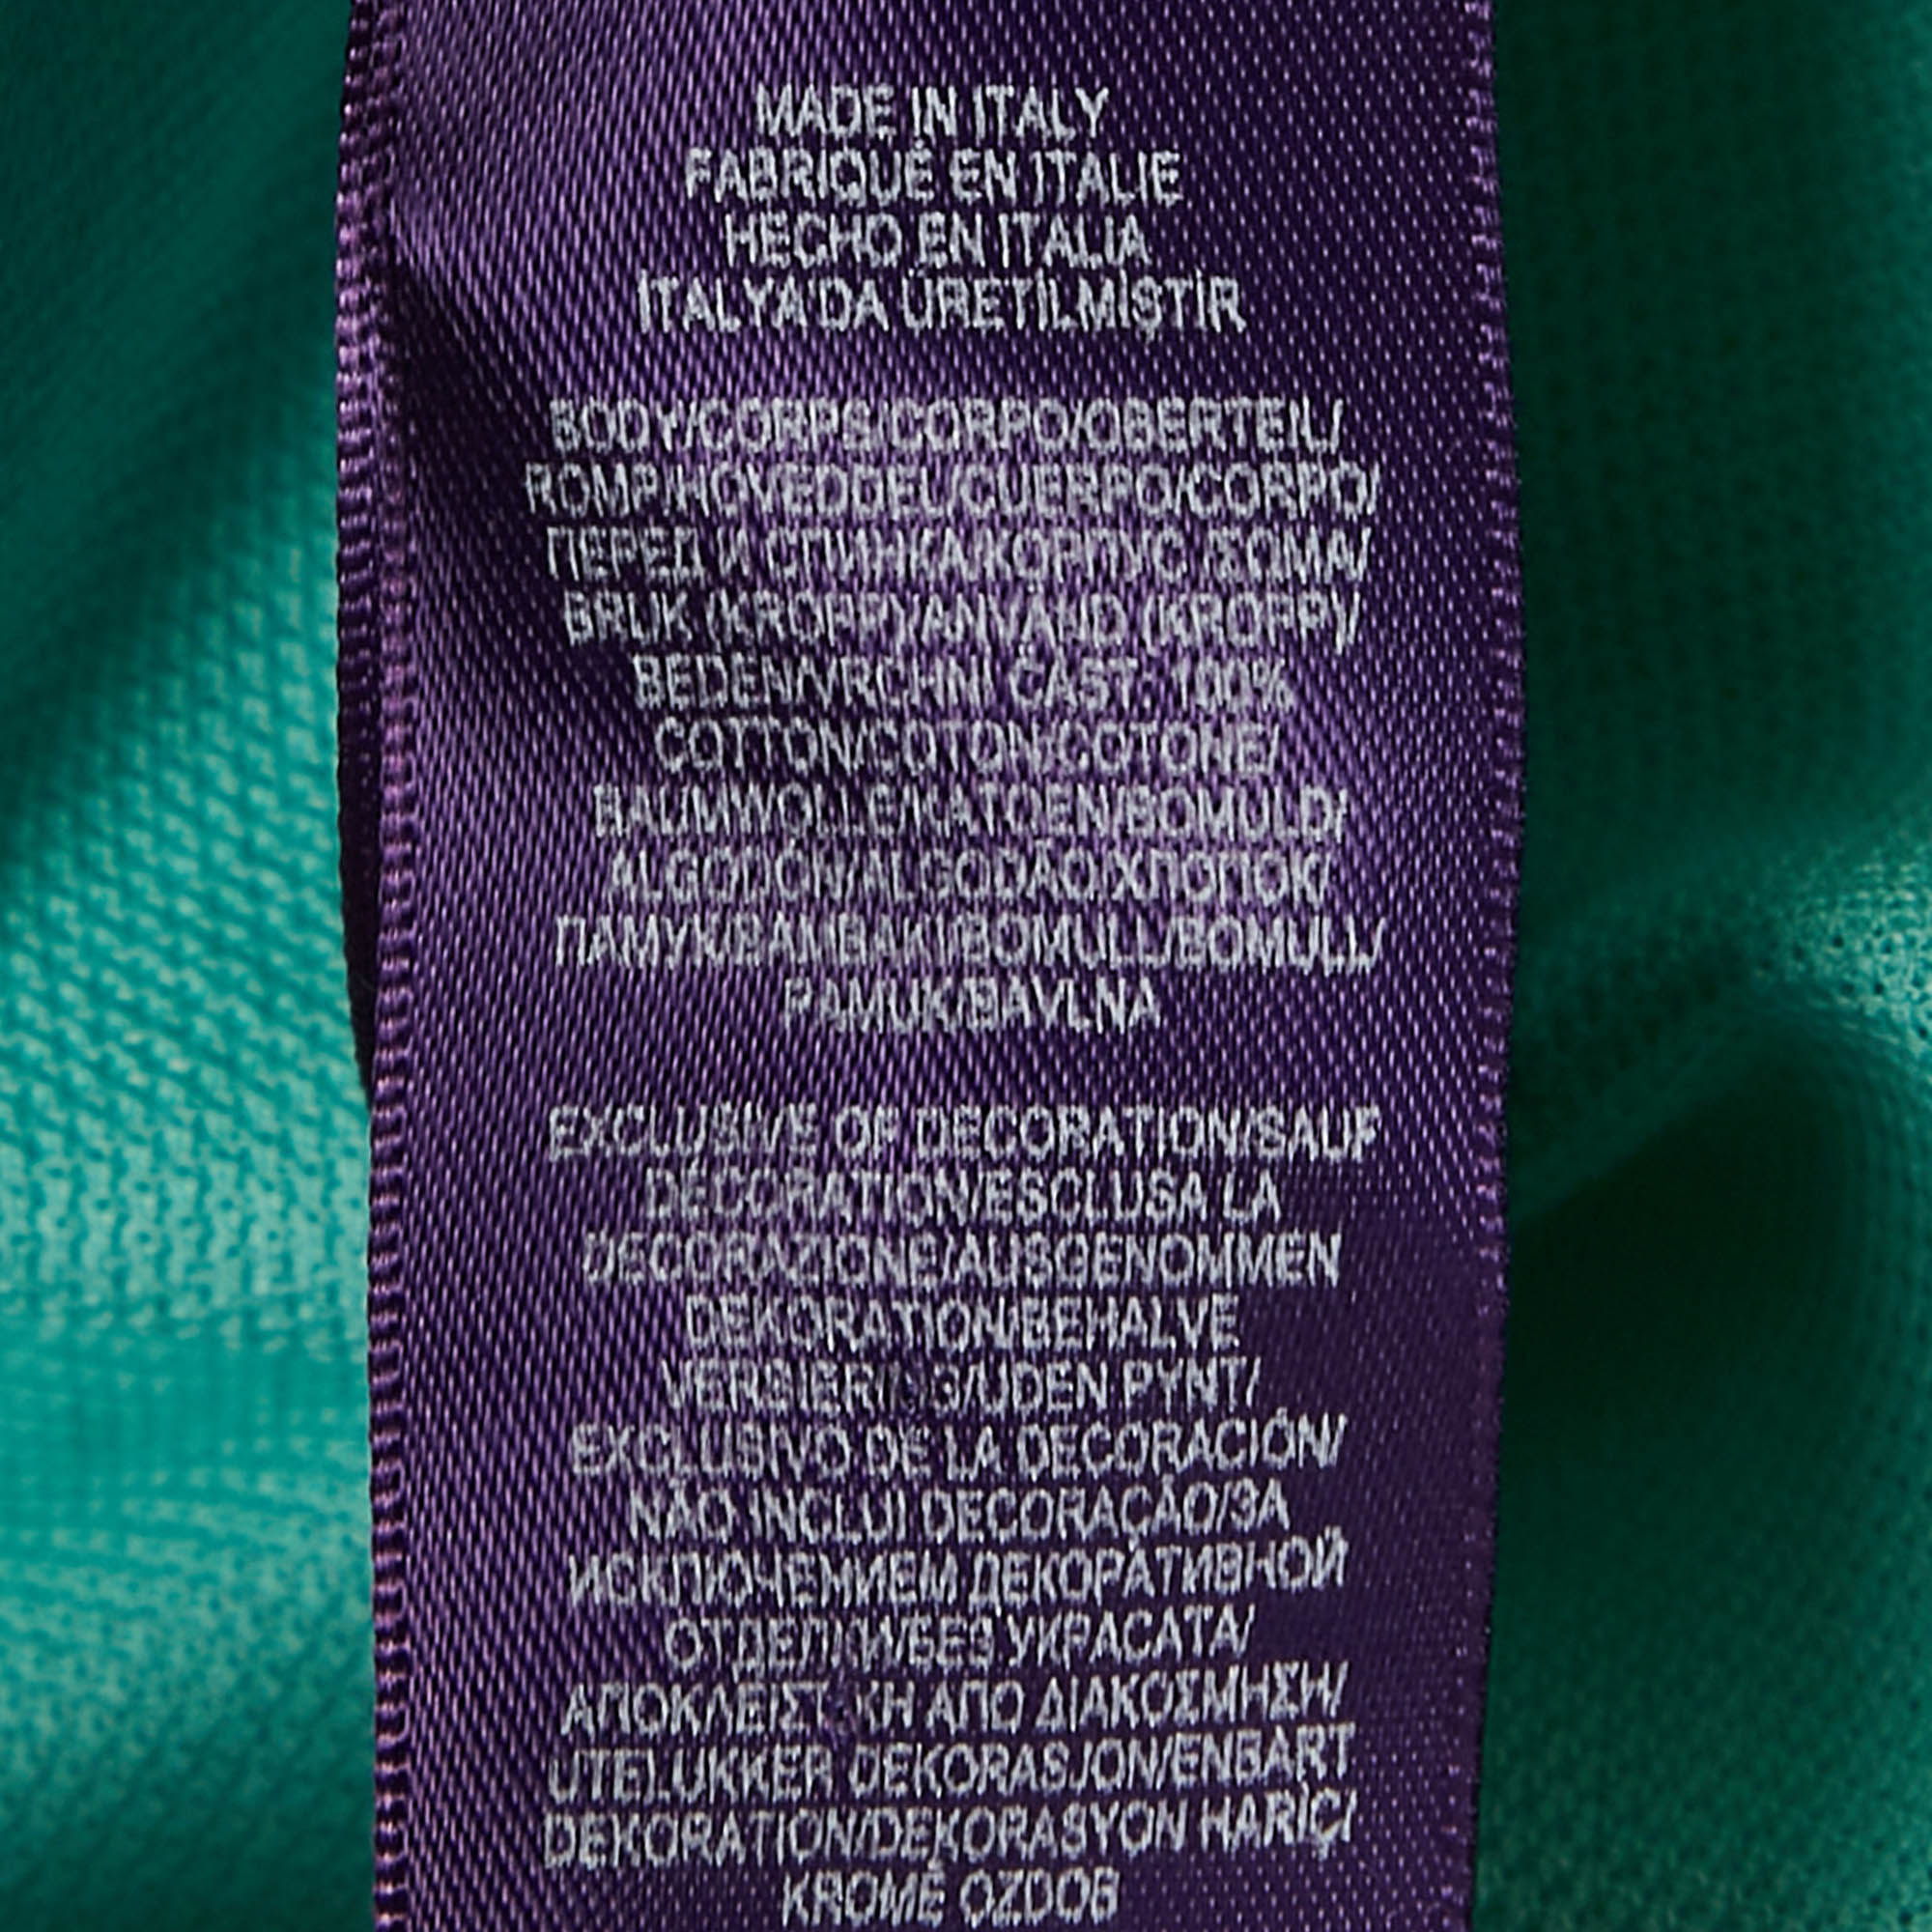 MADE IN ITALY
FABRIQUÉ EN ITALIE
HECHO EN ITALIA
İTALYA'DA ÜRETİLMİŞTİR
BODY/CORPS/CORPO/OBERTEIL/
ROMP/HOVEDDEL/CUERPO/CORPO/
ПЕРЕД И СПИНКА/КОРПУС /ΣΩΜΑ/
BRUK (KROPP)/ANVÄND (KROPP)/
BEDEN/VRCHNI ČÁST: 100%
COTTON/COTON/COTONE/
BAUMWOLLE/KATOEN/BOMULD/
ALGODÓN/ALGODÃO/ХЛОПОК/
ПАМУК/ΒΑΜΒΑΚΙ/BOMULL/BOMULL/
PAMUK/BAVLNA
EXCLUSIVE OF DECORATION/SAUF
DÉCORATION/ESCLUSA LA
DECORAZIONE/AUSGENOMMEN
DEKORATION/BEHALVE
VERSIERING/UDEN PYNT/
EXCLUSIVO DE LA DECORACIÓN/
NÃO INCLUI DECORAÇÃO/ЗА
ИСКЛЮЧЕНИЕМ ДЕКОРАТИВНОЙ
ОТДЕЛКИ/БЕЗ УКРАСАТА/
ΑΠΟΚΛΕΙΣΤΙΚΗ ΑΠΟ ΔΙΑΚΟΣΜΗΣΗ/
UTELUKKER DEKORASJON/ENBART
DEKORATION/DEKORASYON HARİÇ/
KROMĚ OZDOB